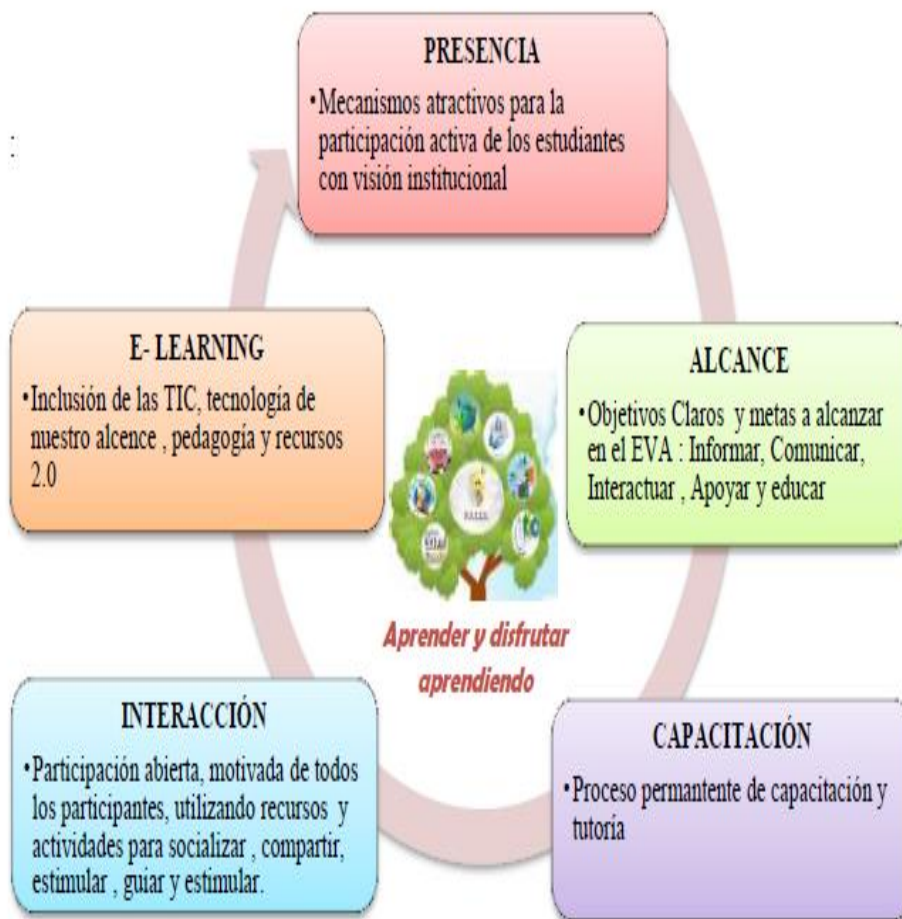 PRESENCIA
•Mecanismos atractivos para la
participación activa de los estudiantes
con visión institucional
:
E- LEARNING
•Inclusión de las TIC, tecnología de
nuestro alcence , pedagogía y recursos
2.0
ALCANCE
•Objetivos Claros y metas a alcanzar
en el EVA : Informar, Comunicar,
Interactuar , Apoyar y educar
Aprender y disfrutar
aprendiendo
INTERACCIÓN
•Participación abierta, motivada de todos
los participantes, utilizando recursos y
actividades para socializar , compartir,
estimular , guiar y estimular.
CAPACITACIÓN
•Proceso permantente de capacitación y
tutoría